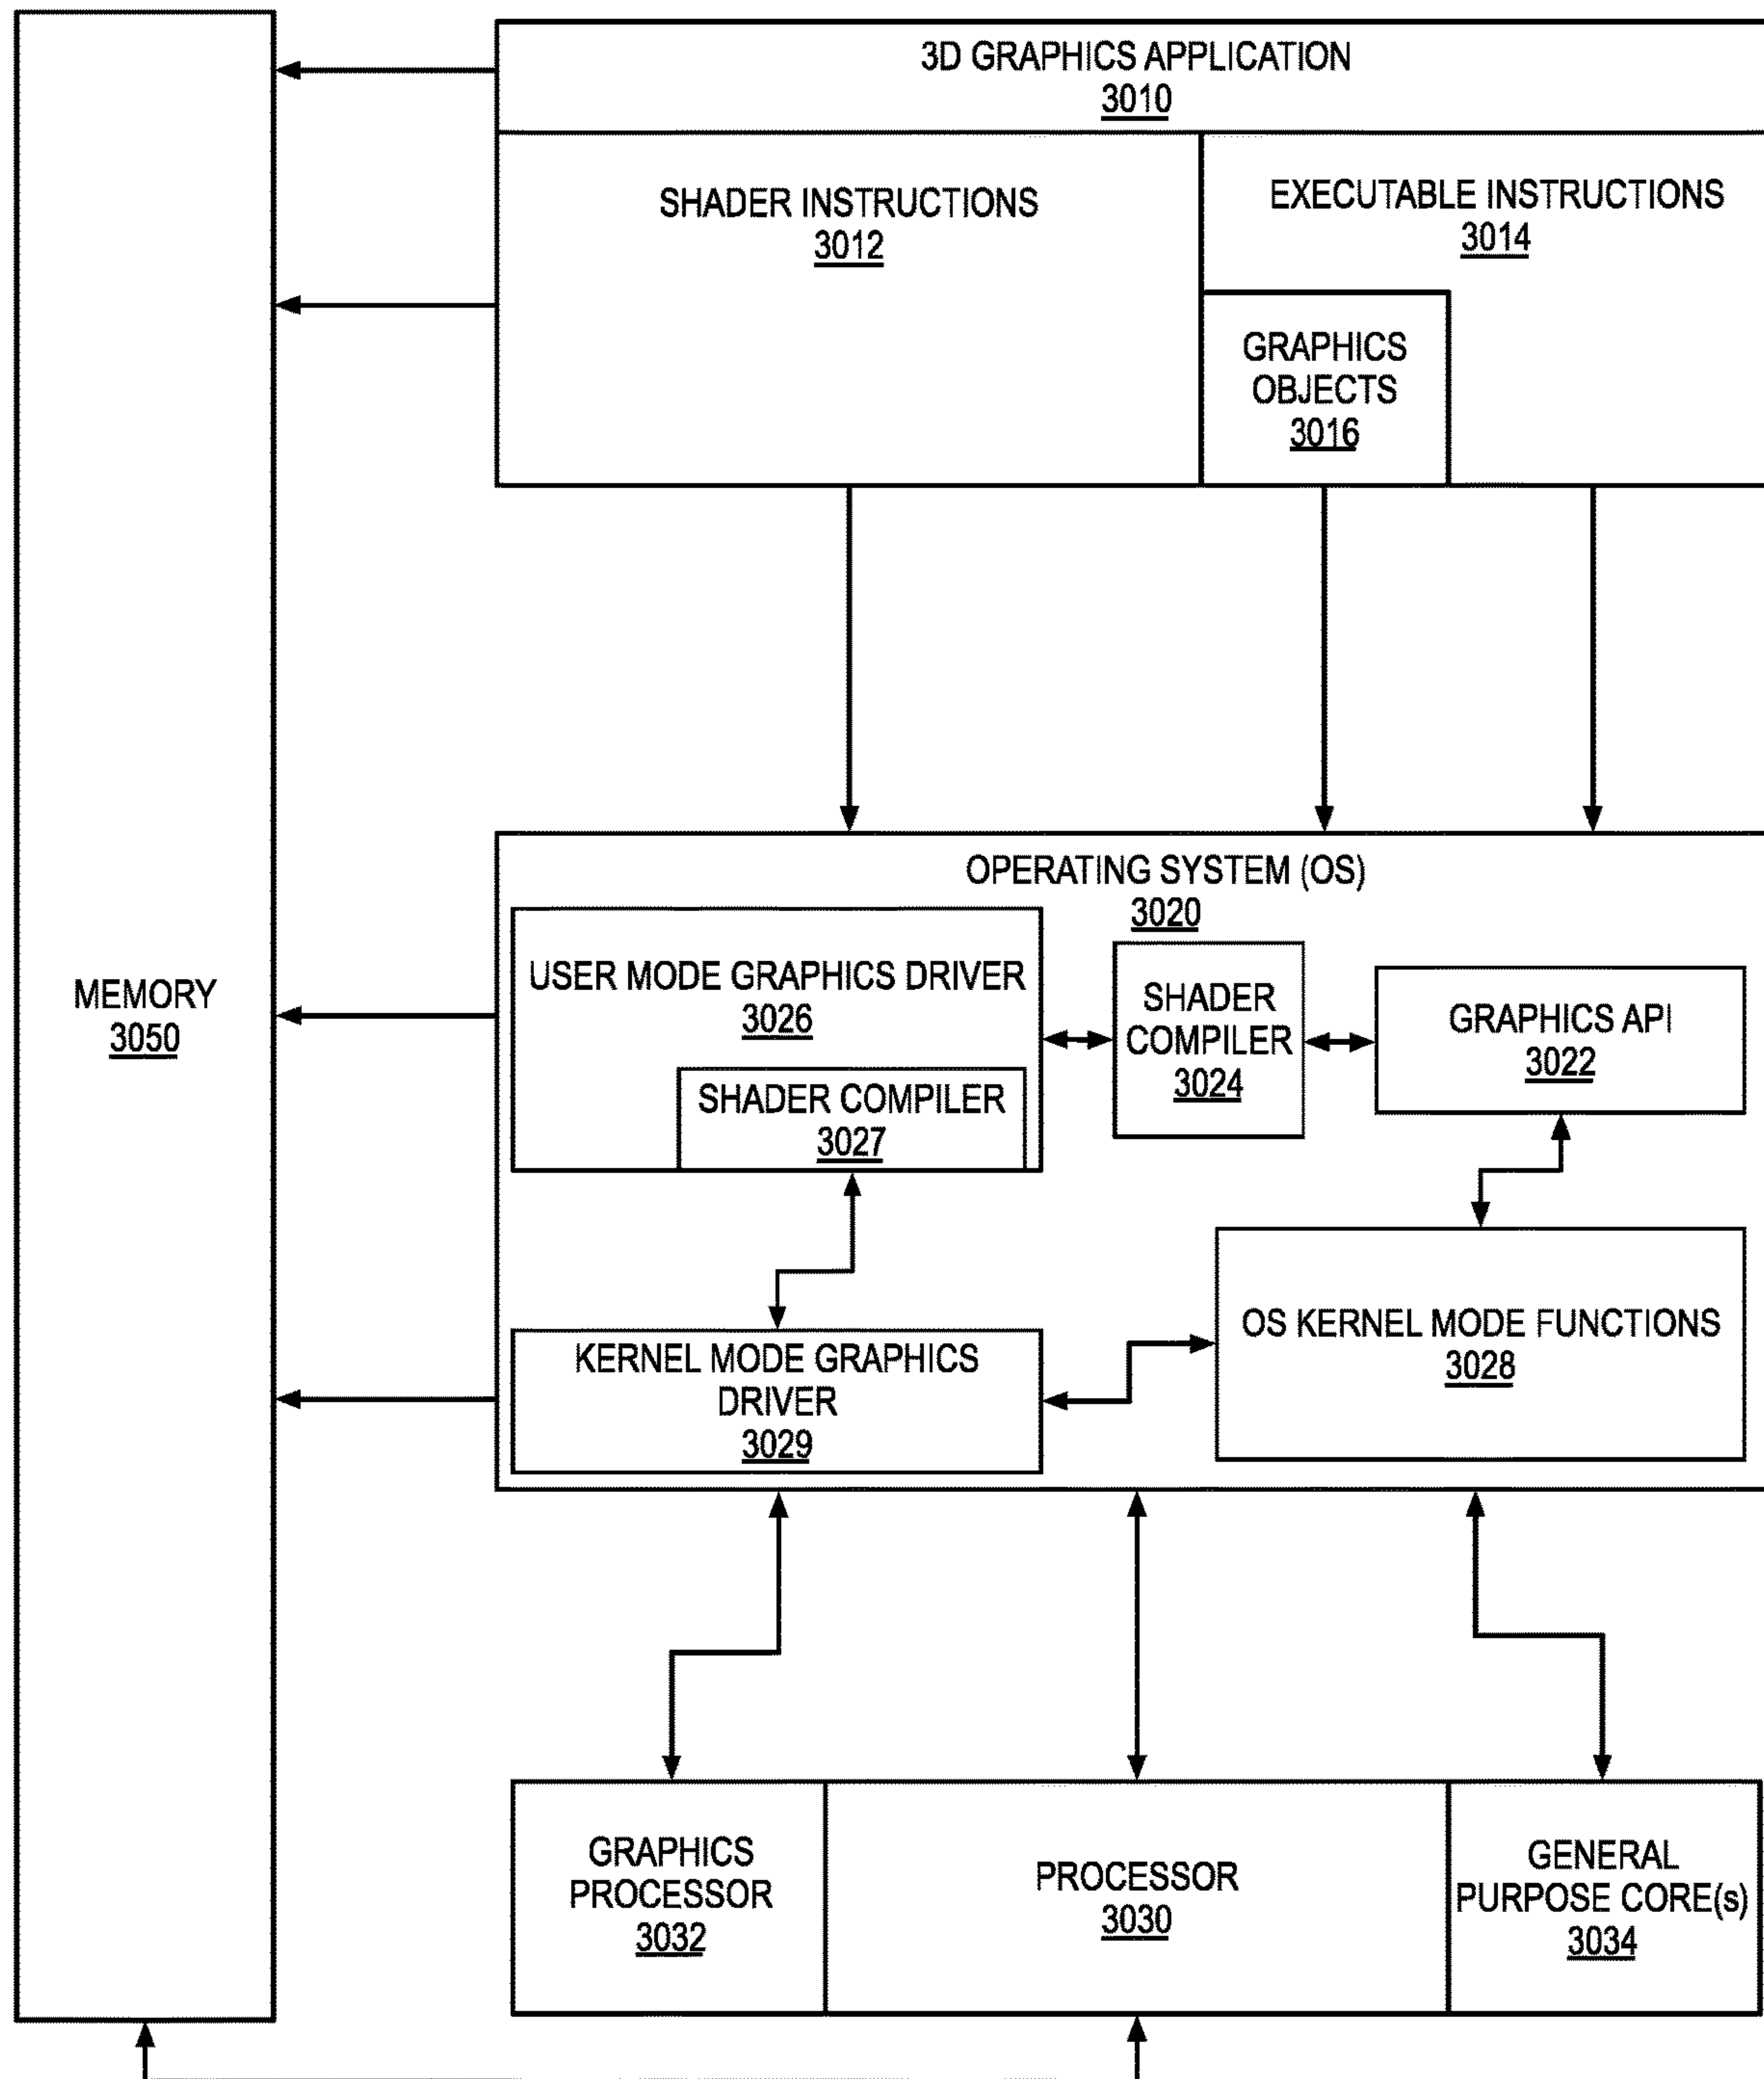 3D GRAPHICS APPLICATION
3010
SHADER INSTRUCTIONS
3012
EXECUTABLE INSTRUCTIONS
3014
GRAPHICS
OBJECTS
3016
MEMORY
3050
OPERATING SYSTEM (OS)
3020
USER MODE GRAPHICS DRIVER
3026
SHADER COMPILER
3027
SHADER
COMPILER
3024
GRAPHICS API
3022
KERNEL MODE GRAPHICS
DRIVER
3029
OS KERNEL MODE FUNCTIONS
3028
GRAPHICS
PROCESSOR
3032
PROCESSOR
3030
GENERAL
PURPOSE CORE(s)
3034